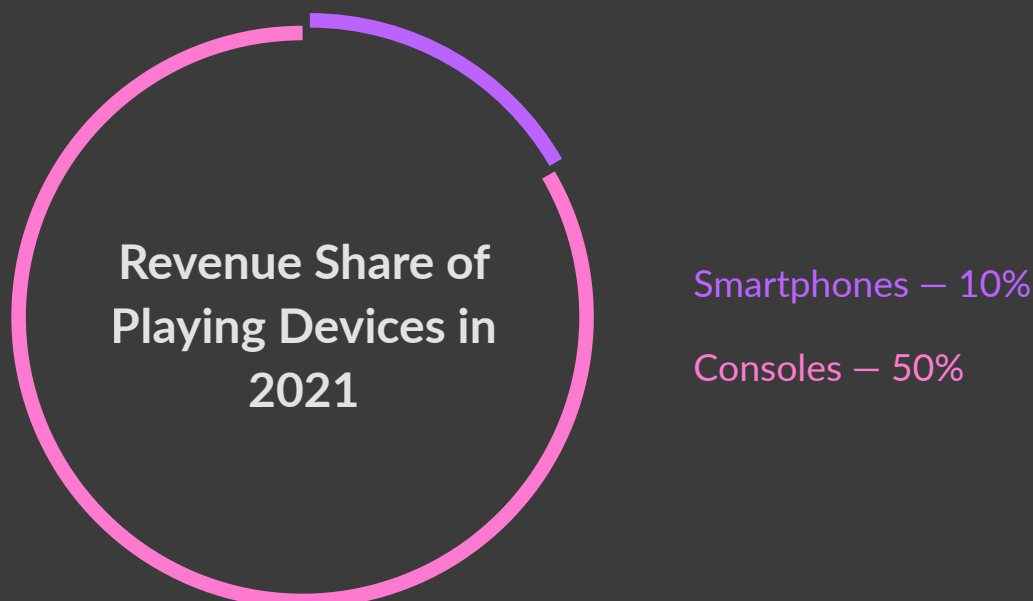 Revenue Share of
Playing Devices in
2021
Smartphones — 10%
Consoles — 50%